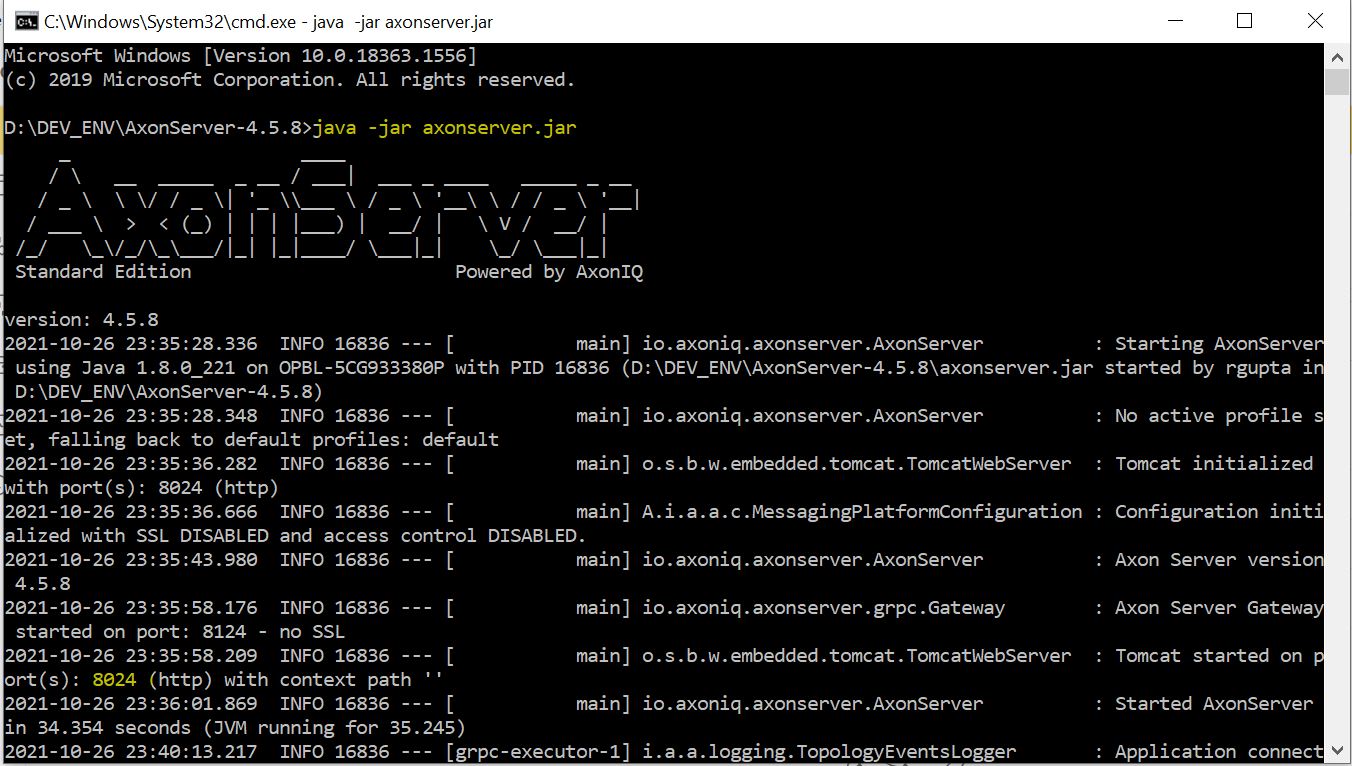 C:\Windows\System32\cmd.exe - java  -jar axonserver.jar
Microsoft Windows [Version 10.0.18363.1556]
(c) 2019 Microsoft Corporation. All rights reserved.
D:\DEV_ENV\AxonServer-4.5.8>java -jar axonserver.jar
AxonServer
Standard Edition                        Powered by AxonIQ
version: 4.5.8
2021-10-26 23:35:28.336  INFO 16836 --- [           main] io.axoniq.axonserver.AxonServer          : Starting AxonServer
 using Java 1.8.0_221 on OPBL-5CG933380P with PID 16836 (D:\DEV_ENV\AxonServer-4.5.8\axonserver.jar started by rgupta in
 D:\DEV_ENV\AxonServer-4.5.8)
2021-10-26 23:35:28.348  INFO 16836 --- [           main] io.axoniq.axonserver.AxonServer          : No active profile s
et, falling back to default profiles: default
2021-10-26 23:35:36.282  INFO 16836 --- [           main] o.s.b.w.embedded.tomcat.TomcatWebServer  : Tomcat initialized
with port(s): 8024 (http)
2021-10-26 23:35:36.666  INFO 16836 --- [           main] A.i.a.a.c.MessagingPlatformConfiguration : Configuration initi
alized with SSL DISABLED and access control DISABLED.
2021-10-26 23:35:43.980  INFO 16836 --- [           main] io.axoniq.axonserver.AxonServer          : Axon Server version
 4.5.8
2021-10-26 23:35:58.176  INFO 16836 --- [           main] io.axoniq.axonserver.grpc.Gateway        : Axon Server Gateway
 started on port: 8124 - no SSL
2021-10-26 23:35:58.209  INFO 16836 --- [           main] o.s.b.w.embedded.tomcat.TomcatWebServer  : Tomcat started on p
ort(s): 8024 (http) with context path ''
2021-10-26 23:36:01.869  INFO 16836 --- [           main] io.axoniq.axonserver.AxonServer          : Started AxonServer
in 34.354 seconds (JVM running for 35.245)
2021-10-26 23:40:13.217  INFO 16836 --- [grpc-executor-1] i.a.a.logging.TopologyEventsLogger       : Application connect